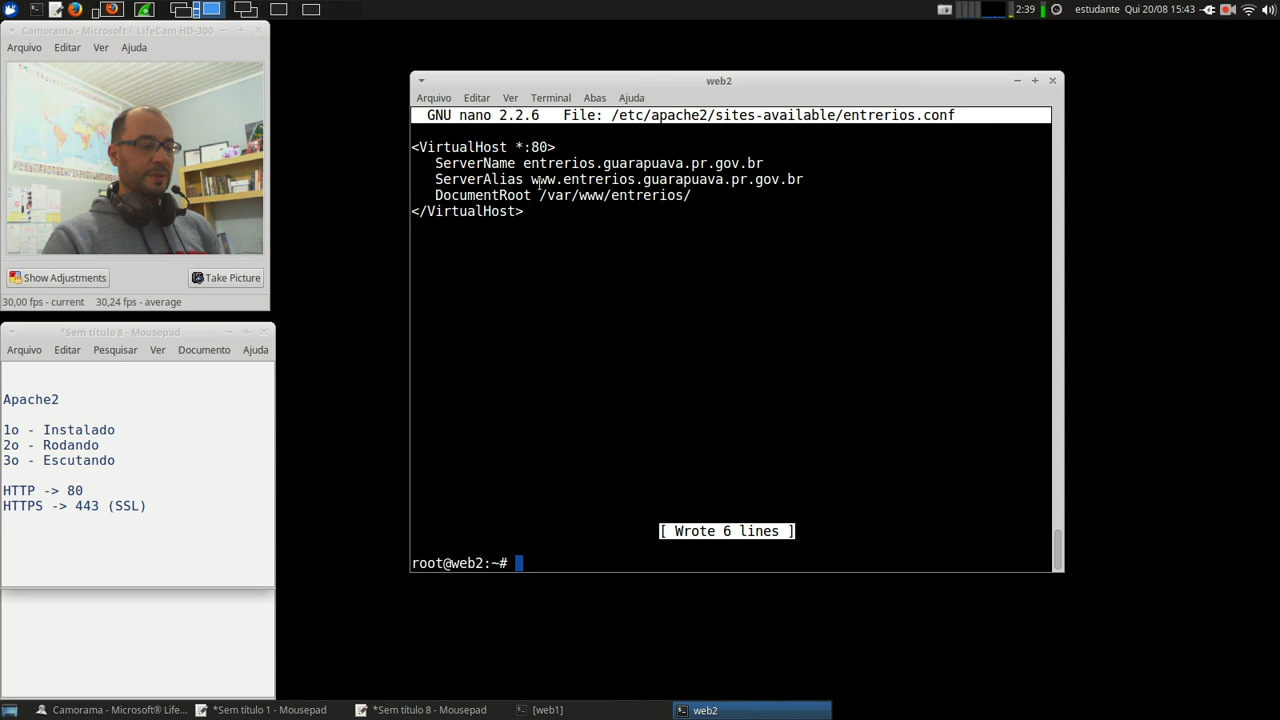 2:39 estudante Qui 20/08 15:43
Camorama - Microsoft® LifeCam HD-300
Arquivo Editar Ver Ajuda
Show Adjustments Take Picture
30,00 fps - current 30,24 fps - average
*Sem título 8 - Mousepad
Arquivo Editar Pesquisar Ver Documento Ajuda
Apache2
1o - Instalado
2o - Rodando
3o - Escutando
HTTP -> 80
HTTPS -> 443 (SSL)
web2
Arquivo Editar Ver Terminal Abas Ajuda
GNU nano 2.2.6 File: /etc/apache2/sites-available/entrerios.conf
<VirtualHost *:80>
ServerName entrerios.guarapuava.pr.gov.br
ServerAlias www.entrerios.guarapuava.pr.gov.br
DocumentRoot /var/www/entrerios/
</VirtualHost>
[ Wrote 6 lines ]
root@web2:~#
Camorama - Microsoft® Life... *Sem título 1 - Mousepad *Sem título 8 - Mousepad [web1] web2